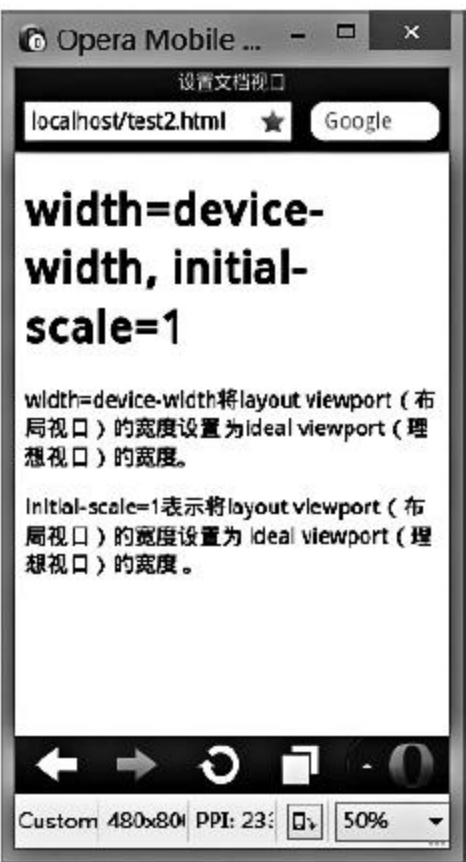 Opera Mobile ...
设置文档视口
localhost/test2.html Google
width=device-
width, initial-
scale=1
width=device-width将layout viewport（布
局视口）的宽度设置为ideal viewport（理
想视口）的宽度。
initial-scale=1表示将layout viewport（布
局视口）的宽度设置为 ideal viewport（理
想视口）的宽度 。
Custom 480x80 PPI: 23 50%